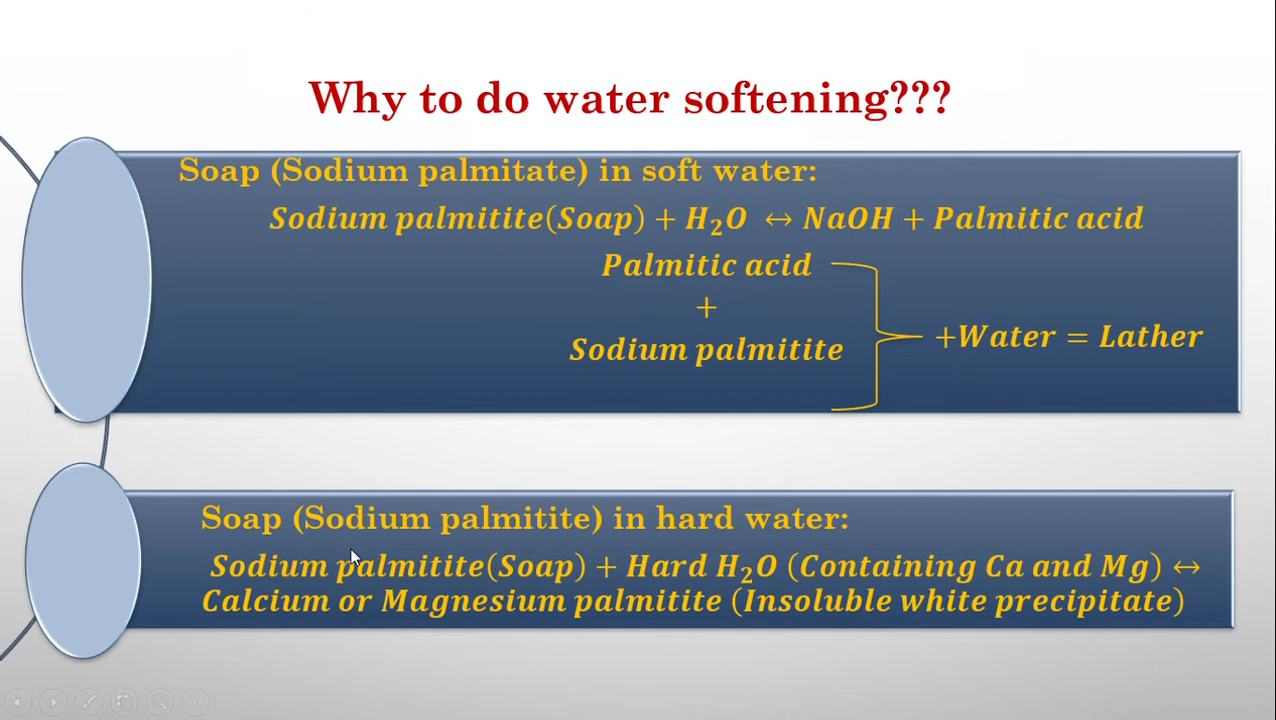 Why to do water softening???
Soap (Sodium palmitate) in soft water:
Sodium palmitite(Soap) + H₂O ↔ NaOH + Palmitic acid
Palmitic acid
+
Sodium palmitite
+Water = Lather
Soap (Sodium palmitite) in hard water:
Sodium palmitite(Soap) + Hard H₂O (Containing Ca and Mg) ↔
Calcium or Magnesium palmitite (Insoluble white precipitate)